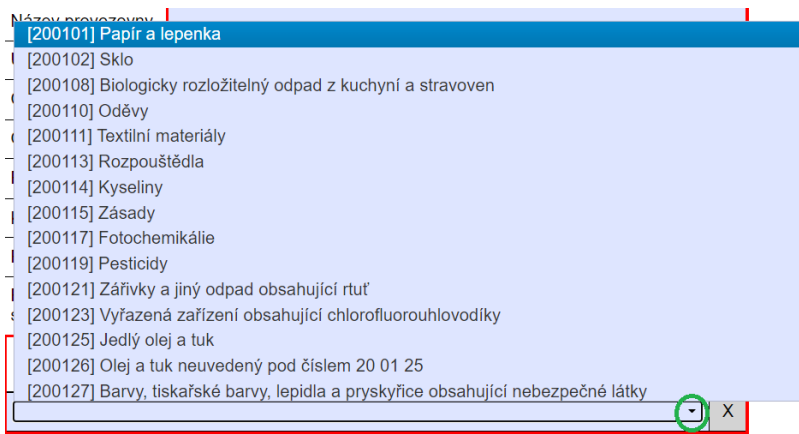 Název provozovny
[200101] Papír a lepenka
[200102] Sklo
[200108] Biologicky rozložitelný odpad z kuchyní a stravoven
[200110] Oděvy
[200111] Textilní materiály
[200113] Rozpouštědla
[200114] Kyseliny
[200115] Zásady
[200117] Fotochemikálie
[200119] Pesticidy
[200121] Zářivky a jiný odpad obsahující rtuť
[200123] Vyřazená zařízení obsahující chlorofluorouhlovodíky
[200125] Jedlý olej a tuk
[200126] Olej a tuk neuvedený pod číslem 20 01 25
[200127] Barvy, tiskařské barvy, lepidla a pryskyřice obsahující nebezpečné látky
X